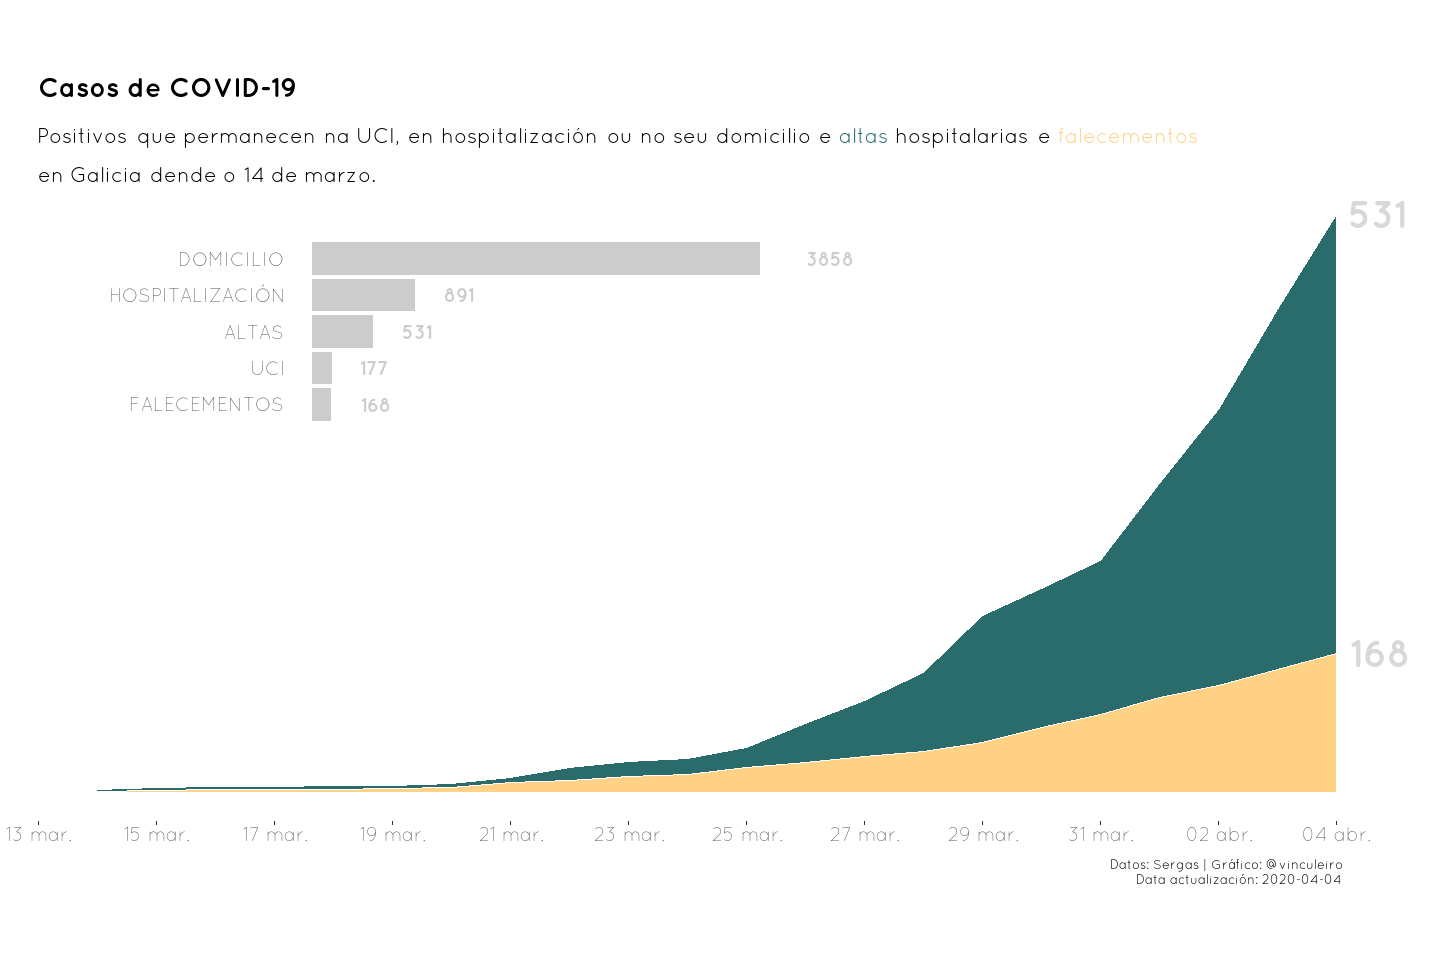 Casos de COVID-19
Positivos que permanecen na UCI, en hospitalización ou no seu domicilio e altas hospitalarias e falecementos
en Galicia dende o 14 de marzo.
531
DOMICILIO 3858
HOSPITALIZACIÓN 891
ALTAS 531
UCI 177
FALECEMENTOS 168
168
13 mar. 15 mar. 17 mar. 19 mar. 21 mar. 23 mar. 25 mar. 27 mar. 29 mar. 31 mar. 02 abr. 04 abr.
Datos: Sergas | Gráfico: @vinculeiro
Data actualización: 2020-04-04